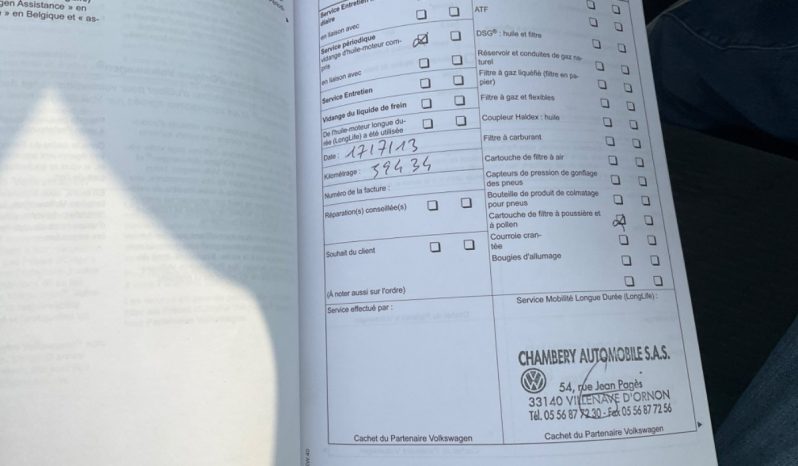 gen Assistance » en
» en Belgique et « as-
Service Entretien
diaire
en liaison avec
Service périodique
vidange d'huile-moteur com-
pris
en liaison avec
Service Entretien
Vidange du liquide de frein
De l'huile-moteur longue du-
rée (LongLife) a été utilisée
Date : 17/7/13
Kilométrage : 39434
Numéro de la facture :
Réparation(s) conseillée(s)
Souhait du client
(À noter aussi sur l'ordre)
Service effectué par :
Cachet du Partenaire Volkswagen
ATF
DSG® : huile et filtre
Réservoir et conduites de gaz na-
turel
Filtre à gaz liquéfié (filtre en pa-
pier)
Filtre à gaz et flexibles
Coupleur Haldex : huile
Filtre à carburant
Cartouche de filtre à air
Capteurs de pression de gonflage
des pneus
Bouteille de produit de colmatage
pour pneus
Cartouche de filtre à poussière et
à pollen
Courroie cran-
tée
Bougies d'allumage
Service Mobilité Longue Durée (LongLife) :
CHAMBERY AUTOMOBILE S.A.S.
54, rue Jean Pagès
33140 VILLENAVE D'ORNON
Tél. 05 56 87 72 30 - Fax 05 56 87 72 56
Cachet du Partenaire Volkswagen